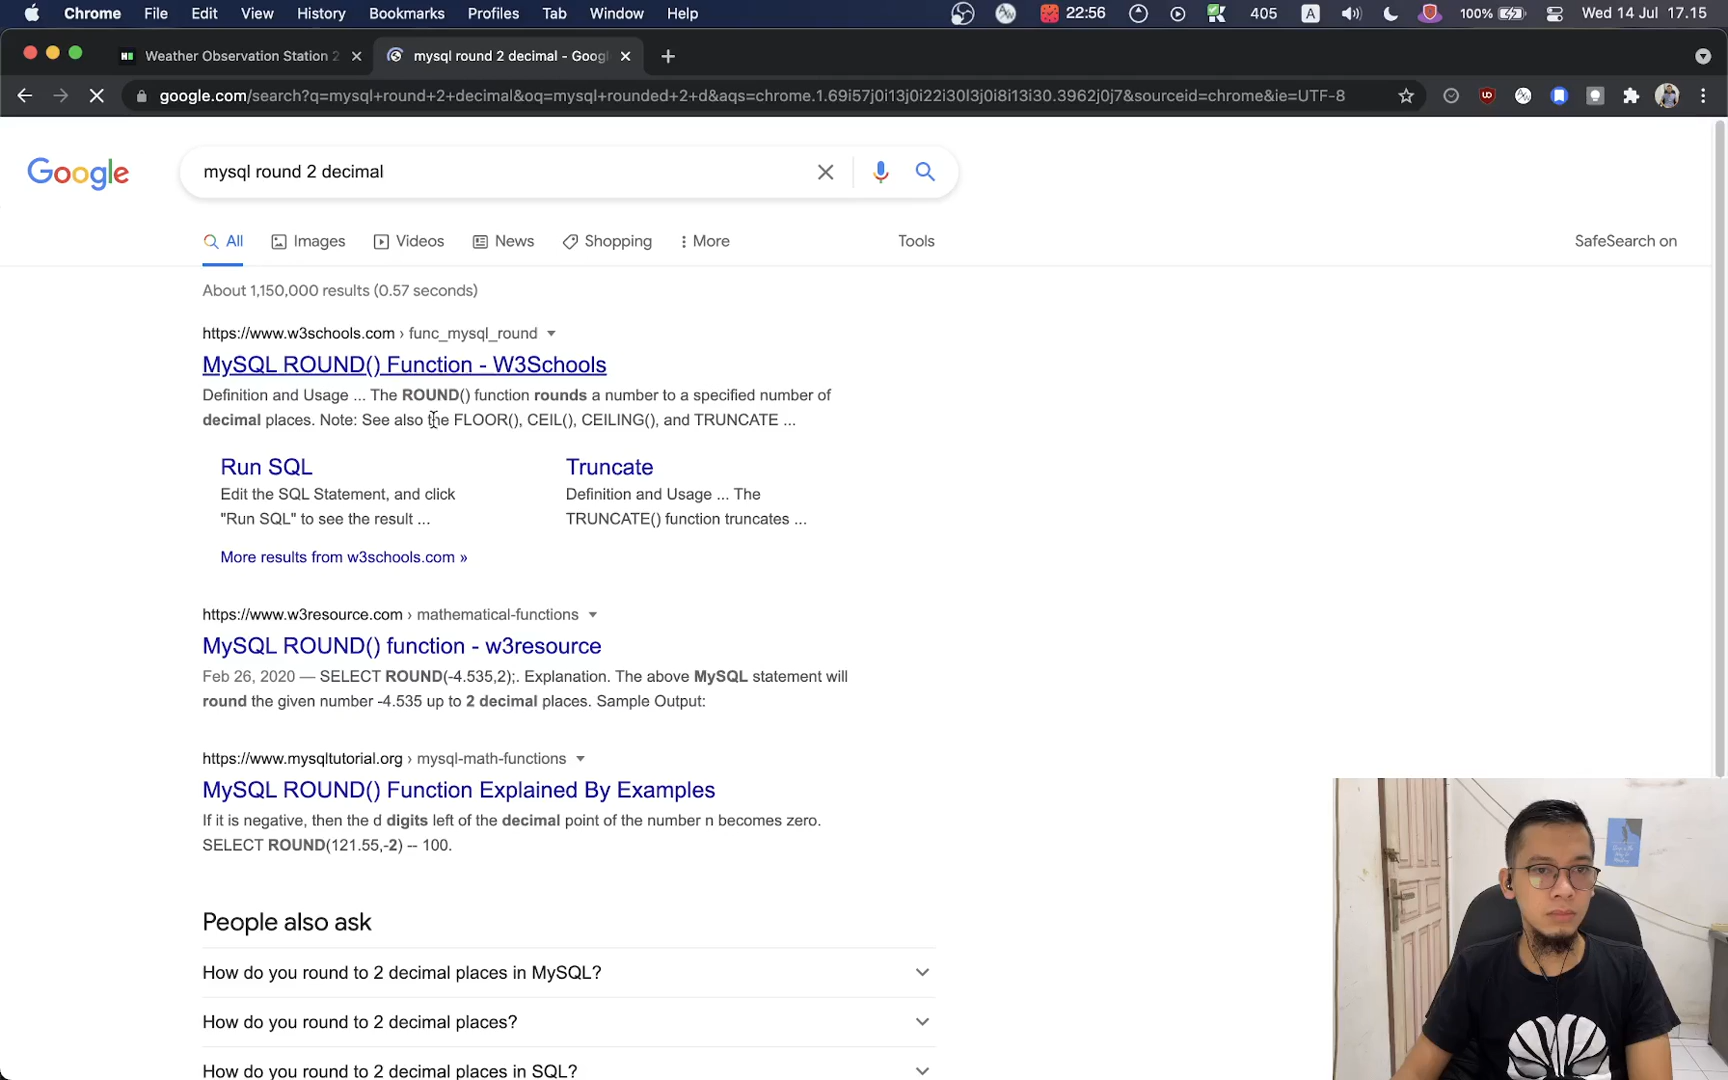 Chrome File Edit View History Bookmarks Profiles Tab Window Help 22:56 405 A 100% Wed 14 Jul 17.15
Weather Observation Station 2 mysql round 2 decimal - Goog
google.com/search?q=mysql+round+2+decimal&oq=mysql+rounded+2+d&aqs=chrome.1.69i57j0i13j0i22i30l3j0i8i13i30.3962j0j7&sourceid=chrome&ie=UTF-8
Google mysql round 2 decimal
All Images Videos News Shopping More Tools SafeSearch on
About 1,150,000 results (0.57 seconds)
https://www.w3schools.com › func_mysql_round
MySQL ROUND() Function - W3Schools
Definition and Usage ... The ROUND() function rounds a number to a specified number of
decimal places. Note: See also the FLOOR(), CEIL(), CEILING(), and TRUNCATE ...
Run SQL Truncate
Edit the SQL Statement, and click Definition and Usage ... The
"Run SQL" to see the result ... TRUNCATE() function truncates ...
More results from w3schools.com »
https://www.w3resource.com › mathematical-functions
MySQL ROUND() function - w3resource
Feb 26, 2020 — SELECT ROUND(-4.535,2);. Explanation. The above MySQL statement will
round the given number -4.535 up to 2 decimal places. Sample Output:
https://www.mysqltutorial.org › mysql-math-functions
MySQL ROUND() Function Explained By Examples
If it is negative, then the d digits left of the decimal point of the number n becomes zero.
SELECT ROUND(121.55,-2) -- 100.
People also ask
How do you round to 2 decimal places in MySQL?
How do you round to 2 decimal places?
How do you round to 2 decimal places in SQL?